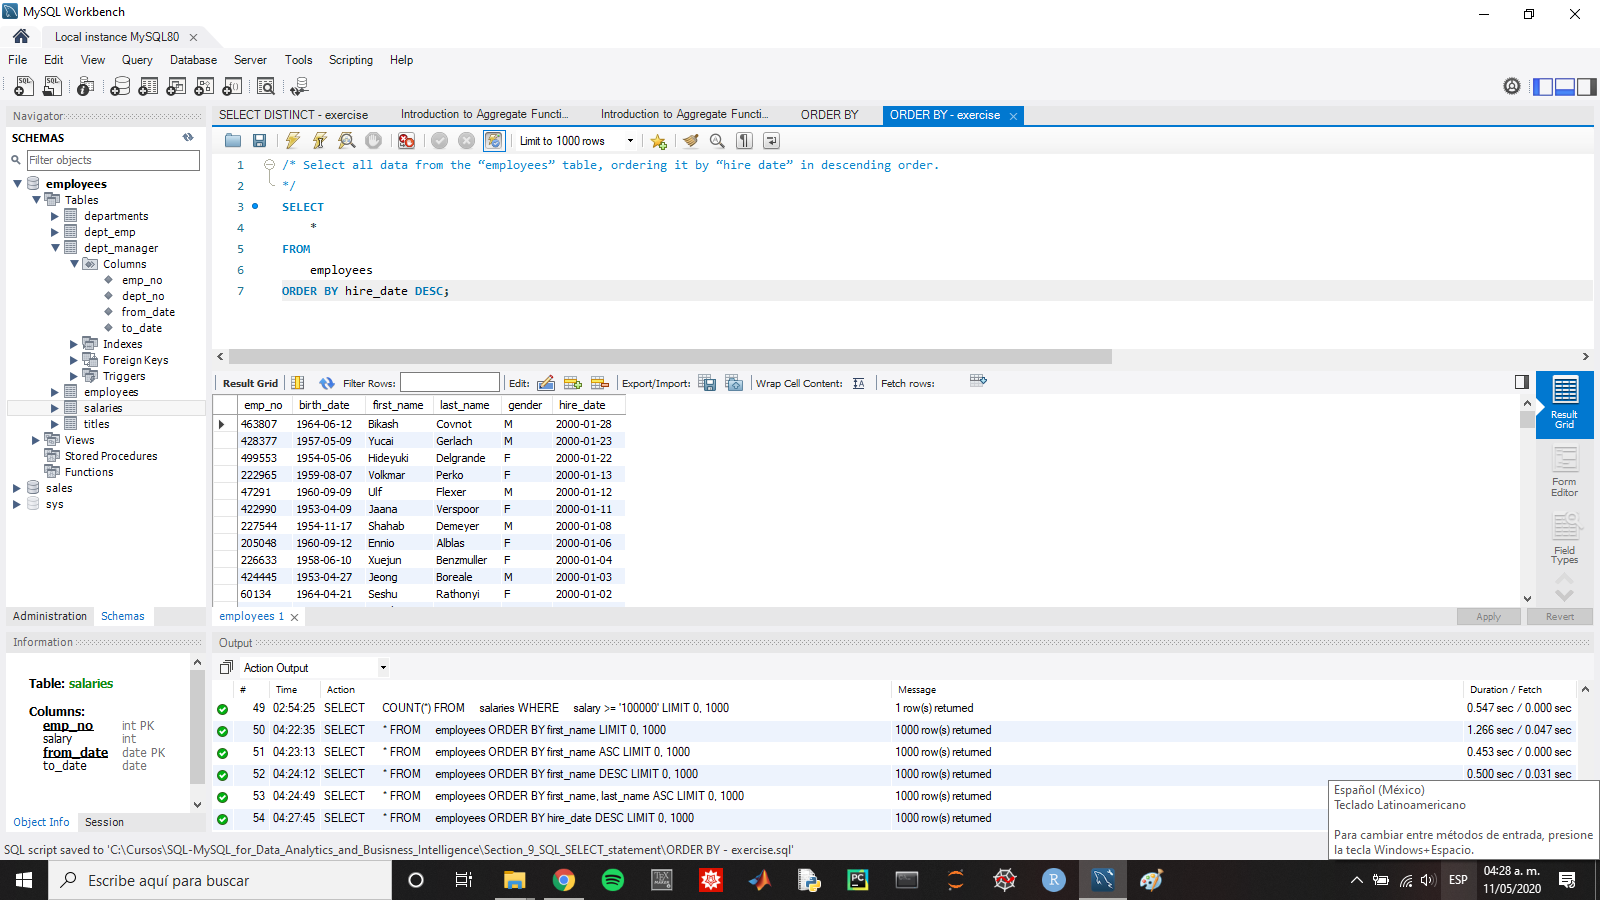 MySQL Workbench
Local instance MySQL80
File Edit View Query Database Server Tools Scripting Help
Navigator
SCHEMAS
Filter objects
employees
Tables
departments
dept_emp
dept_manager
Columns
emp_no
dept_no
from_date
to_date
Indexes
Foreign Keys
Triggers
employees
salaries
titles
Views
Stored Procedures
Functions
sales
sys
Administration Schemas
Information
Table: salaries
Columns:
emp_no int PK
salary int
from_date date PK
to_date date
Object Info Session
SELECT DISTINCT - exercise Introduction to Aggregate Functi... Introduction to Aggregate Functi... ORDER BY ORDER BY - exercise
Limit to 1000 rows
1 /* Select all data from the “employees” table, ordering it by “hire date” in descending order.
2 */
3 SELECT
4 *
5 FROM
6 employees
7 ORDER BY hire_date DESC;
Result Grid Filter Rows: Edit: Export/Import: Wrap Cell Content: Fetch rows:
emp_no birth_date first_name last_name gender hire_date
463807 1964-06-12 Bikash Covnot M 2000-01-28
428377 1957-05-09 Yucai Gerlach M 2000-01-23
499553 1954-05-06 Hideyuki Delgrande F 2000-01-22
222965 1959-08-07 Volkmar Perko F 2000-01-13
47291 1960-09-09 Ulf Flexer M 2000-01-12
422990 1953-04-09 Jaana Verspoor F 2000-01-11
227544 1954-11-17 Shahab Demeyer M 2000-01-08
205048 1960-09-12 Ennio Alblas F 2000-01-06
226633 1958-06-10 Xuejun Benzmuller F 2000-01-04
424445 1953-04-27 Jeong Boreale M 2000-01-03
60134 1964-04-21 Seshu Rathonyi F 2000-01-02
Result
Grid
Form
Editor
Field
Types
employees 1
Apply Revert
Output
Action Output
# Time Action Message Duration / Fetch
49 02:54:25 SELECT COUNT(*) FROM salaries WHERE salary >= '100000' LIMIT 0, 1000 1 row(s) returned 0.547 sec / 0.000 sec
50 04:22:35 SELECT * FROM employees ORDER BY first_name LIMIT 0, 1000 1000 row(s) returned 1.266 sec / 0.047 sec
51 04:23:13 SELECT * FROM employees ORDER BY first_name ASC LIMIT 0, 1000 1000 row(s) returned 0.453 sec / 0.000 sec
52 04:24:12 SELECT * FROM employees ORDER BY first_name DESC LIMIT 0, 1000 1000 row(s) returned 0.500 sec / 0.031 sec
53 04:24:49 SELECT * FROM employees ORDER BY first_name, last_name ASC LIMIT 0, 1000 1000 row(s) returned
54 04:27:45 SELECT * FROM employees ORDER BY hire_date DESC LIMIT 0, 1000 1000 row(s) returned
Español (México)
Teclado Latinoamericano
Para cambiar entre métodos de entrada, presione
la tecla Windows+Espacio.
SQL script saved to 'C:\Cursos\SQL-MySQL_for_Data_Analytics_and_Buisness_Intelligence\Section_9_SQL_SELECT_statement\ORDER BY - exercise.sql'
Escribe aquí para buscar
ESP
04:28 a. m.
11/05/2020